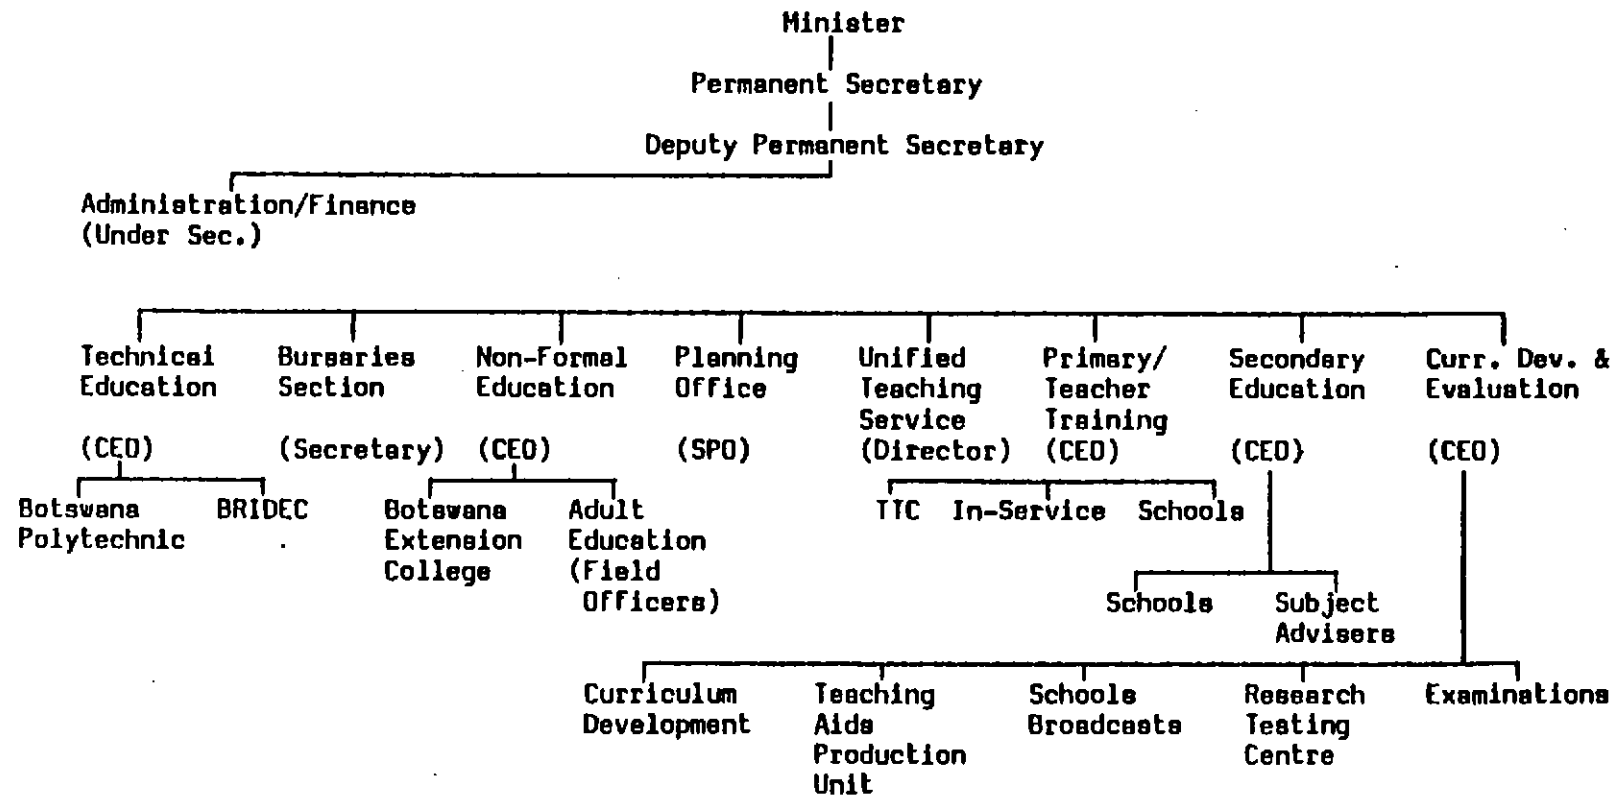 Minister
Permanent Secretary
Deputy Permanent Secretary
Administration/Finance
(Under Sec.)
Technical
Education
(CEO)
Bursaries
Section
(Secretary)
Non-Formal
Education
(CEO)
Planning
Office
(SPO)
Unified
Teaching
Service
(Director)
Primary/
Teacher
Training
(CEO)
Secondary
Education
(CEO)
Curr. Dev. &
Evaluation
(CEO)
Botswana
Polytechnic
BRIDEC
Botswana
Extension
College
Adult
Education
(Field
Officers)
TTC
In-Service
Schools
Schools
Subject
Advisers
Curriculum
Development
Teaching
Aids
Production
Unit
Schools
Broadcasts
Research
Testing
Centre
Examinations